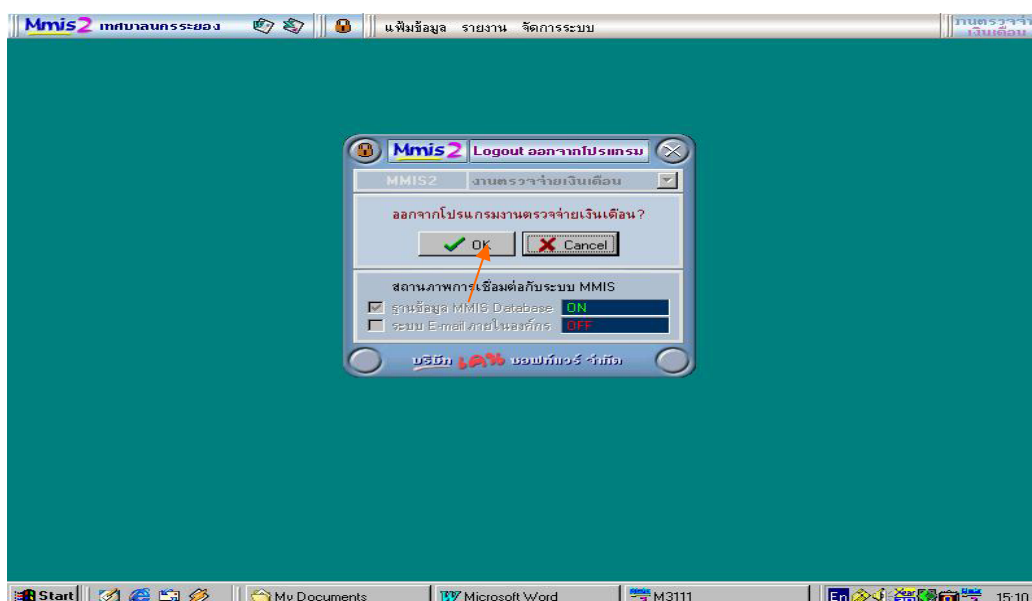 Mmis2 เทศบาลนครระยอง แฟ้มข้อมูล รายงาน จัดการระบบ
เงินเดือน
Mmis2 Logout ออกจากโปรแกรม
MMIS2 งานตรวจจ่ายเงินเดือน
ออกจากโปรแกรมงานตรวจจ่ายเงินเดือน?
OK Cancel
สถานภาพการเชื่อมต่อกับระบบ MMIS
ฐานข้อมูล MMIS Database ON
ระบบ E-mail ภายในองค์กร OFF
บริษัท เค% ซอฟท์แวร์ จำกัด
Start My Documents Microsoft Word M3111 En 15:10